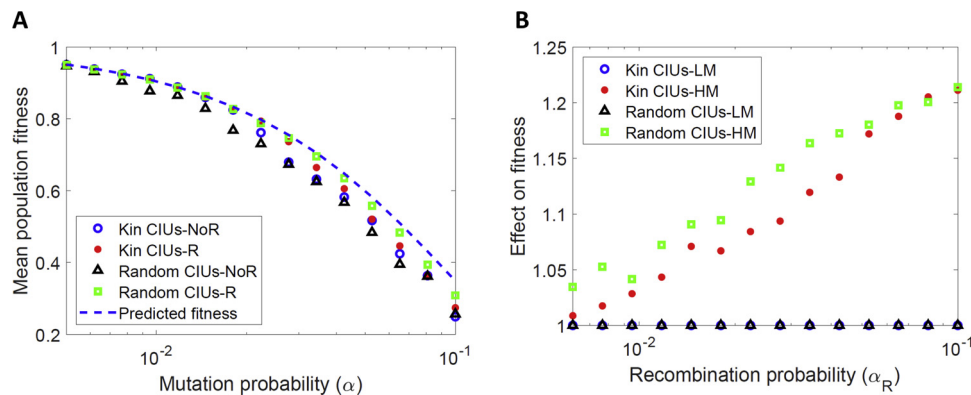 A
Mean population fitness
1
0.8
0.6
0.4
0.2
Kin CIUs-NoR
Kin CIUs-R
Random CIUs-NoR
Random CIUs-R
Predicted fitness
10^-2
10^-1
Mutation probability (α)
B
Effect on fitness
1.25
1.2
1.15
1.1
1.05
1
Kin CIUs-LM
Kin CIUs-HM
Random CIUs-LM
Random CIUs-HM
10^-2
10^-1
Recombination probability (α_R)